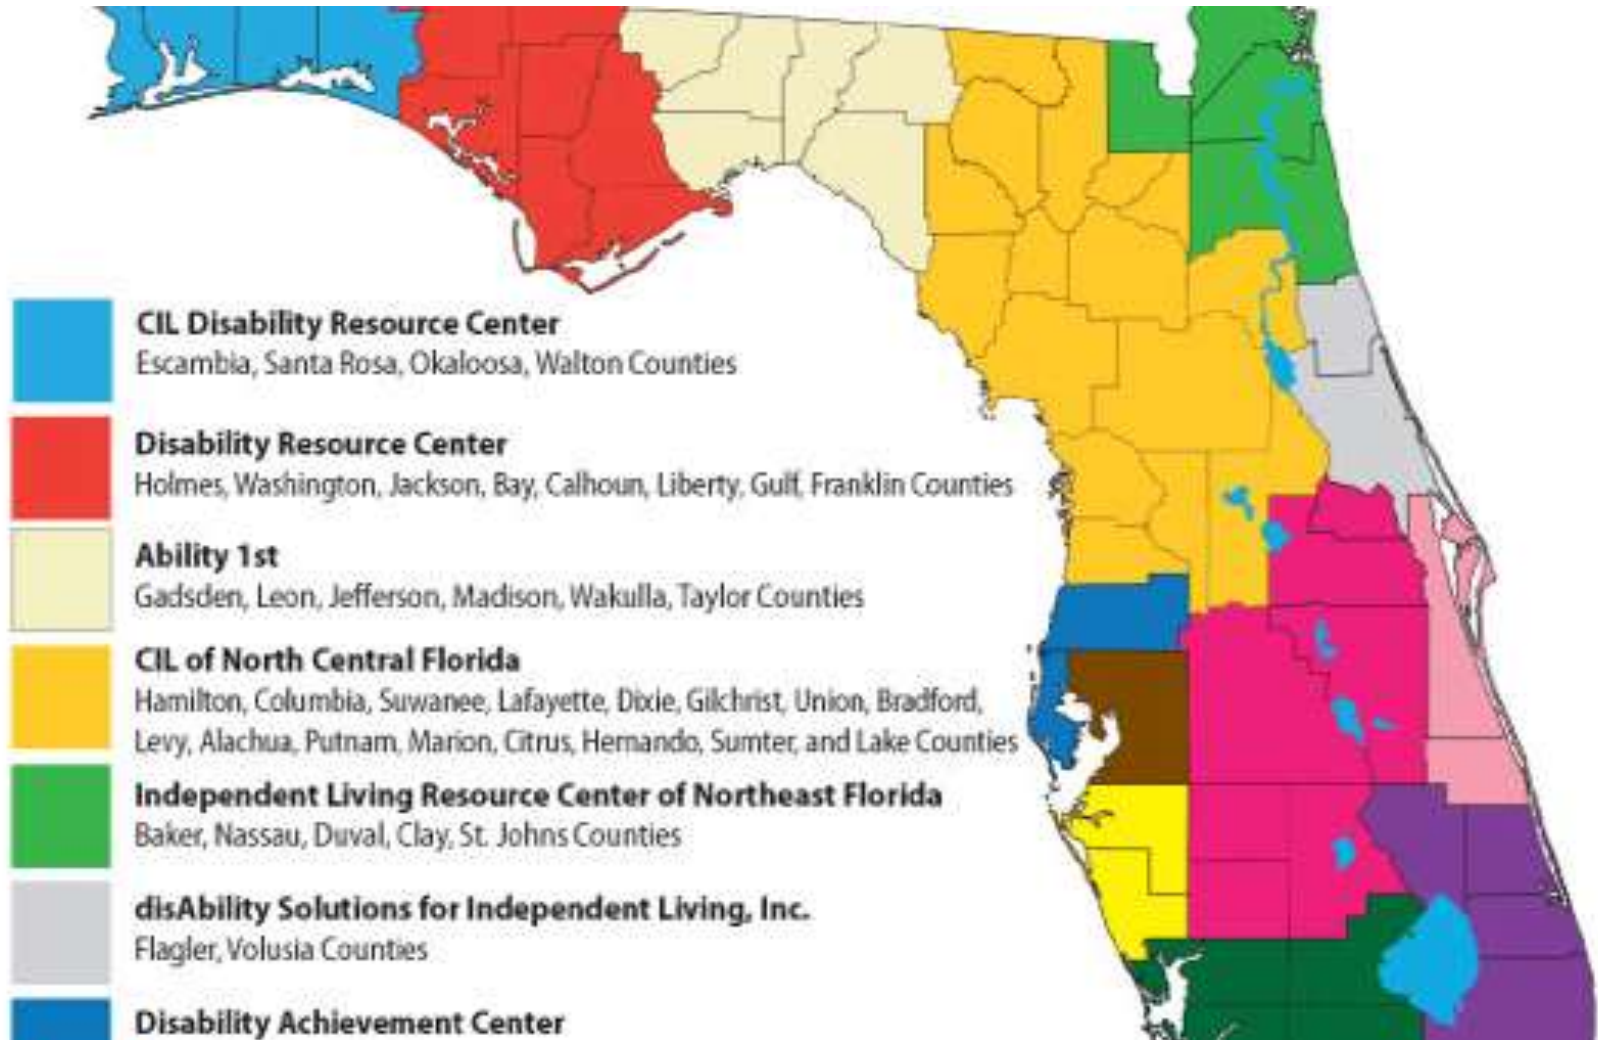 CIL Disability Resource Center
Escambia, Santa Rosa, Okaloosa, Walton Counties
Disability Resource Center
Holmes, Washington, Jackson, Bay, Calhoun, Liberty, Gulf, Franklin Counties
Ability 1st
Gadsden, Leon, Jefferson, Madison, Wakulla, Taylor Counties
CIL of North Central Florida
Hamilton, Columbia, Suwanee, Lafayette, Dixie, Gilchrist, Union, Bradford,
Levy, Alachua, Putnam, Marion, Citrus, Hernando, Sumter, and Lake Counties
Independent Living Resource Center of Northeast Florida
Baker, Nassau, Duval, Clay, St. Johns Counties
disAbility Solutions for Independent Living, Inc.
Flagler, Volusia Counties
Disability Achievement Center